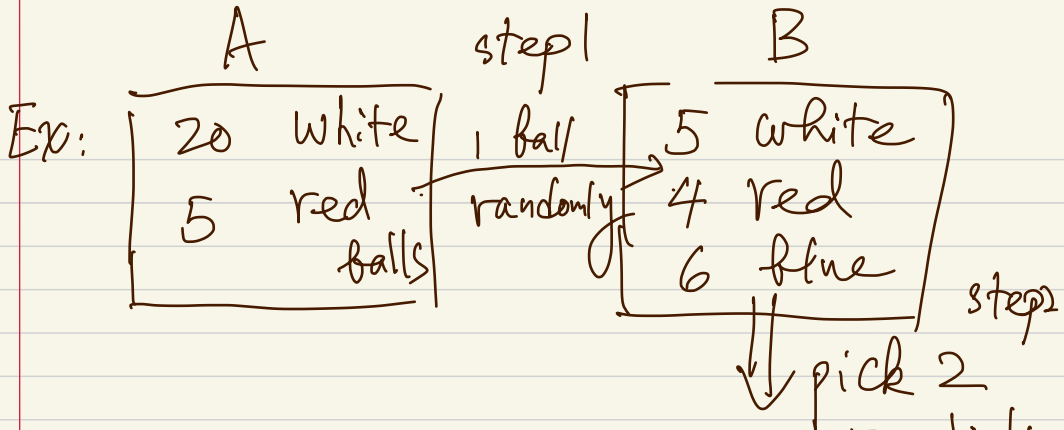 A step1 B
Ex: 20 white 1 ball 5 white
5 red randomly 4 red
balls 6 blue
step2
pick 2